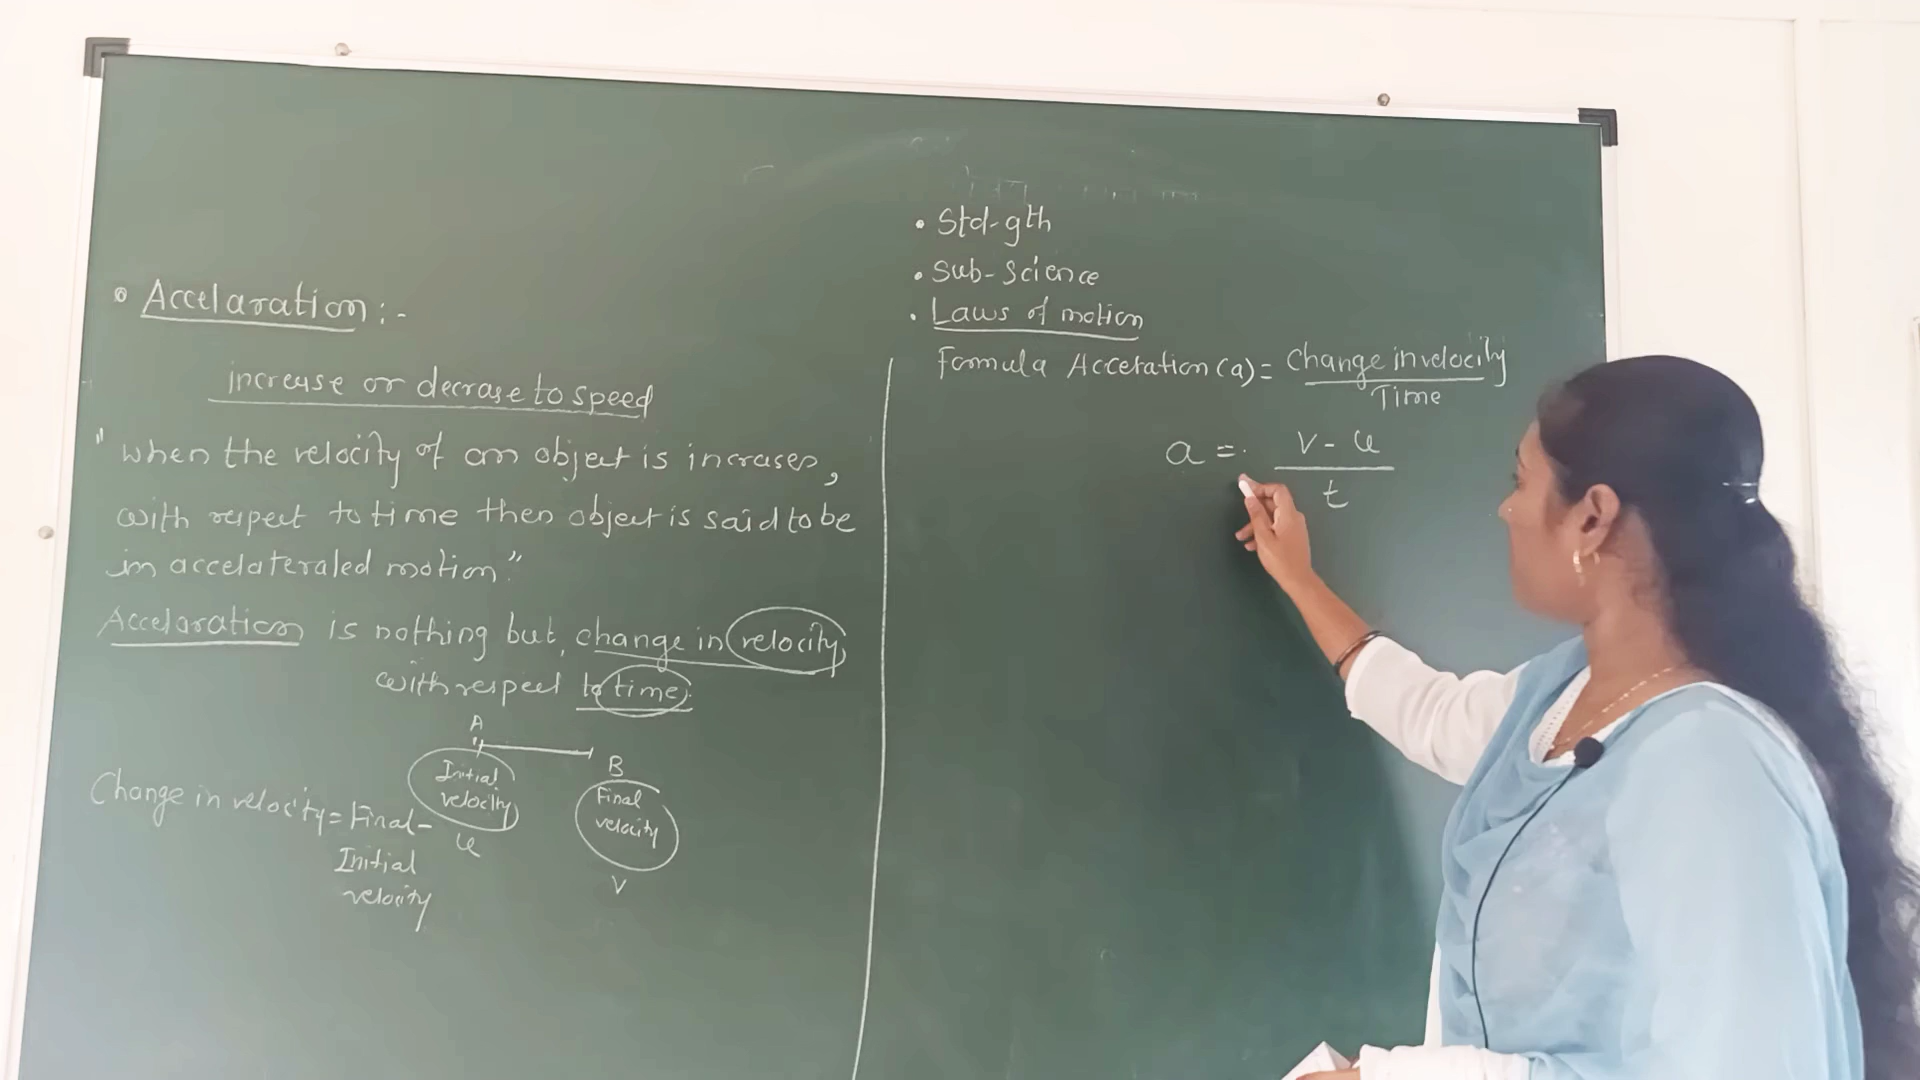 • Accelaration :-
increase or decrase to speed
"when the velocity of an object is increases,
with respect to time then object is said to be
in accelateraled motion."
Accelaration is nothing but, change in velocity
with respect to time.
A
B
Initial
velocity
u
Final
velocity
v
Change in velocity = Final -
Initial
velocity
• Std - 9th
• Sub - Science
• Laws of motion
Formula Acceration (a) = Change in velocity
Time
a = v - u
t